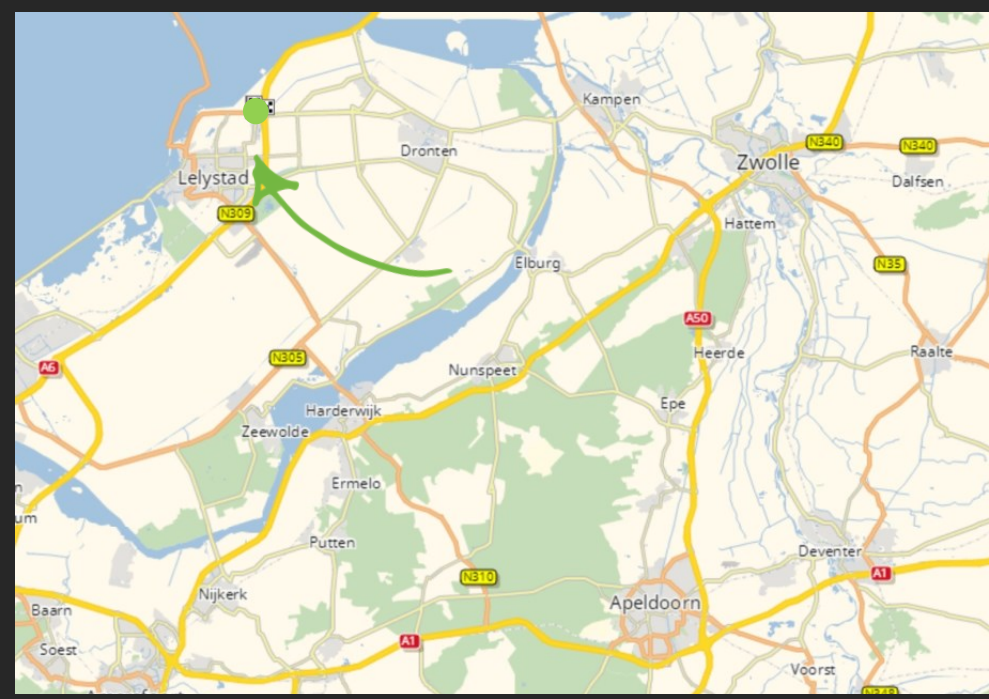 Kampen
N340
N340
Dronten
Zwolle
Lelystad
Dalfsen
N309
Hattem
Elburg
N35
A50
Heerde
Raalte
N305
A6
Nunspeet
Epe
Harderwijk
Zeewolde
Ermelo
Putten
Deventer
A1
N310
Nijkerk
Apeldoorn
Baarn
A1
Soest
Voorst